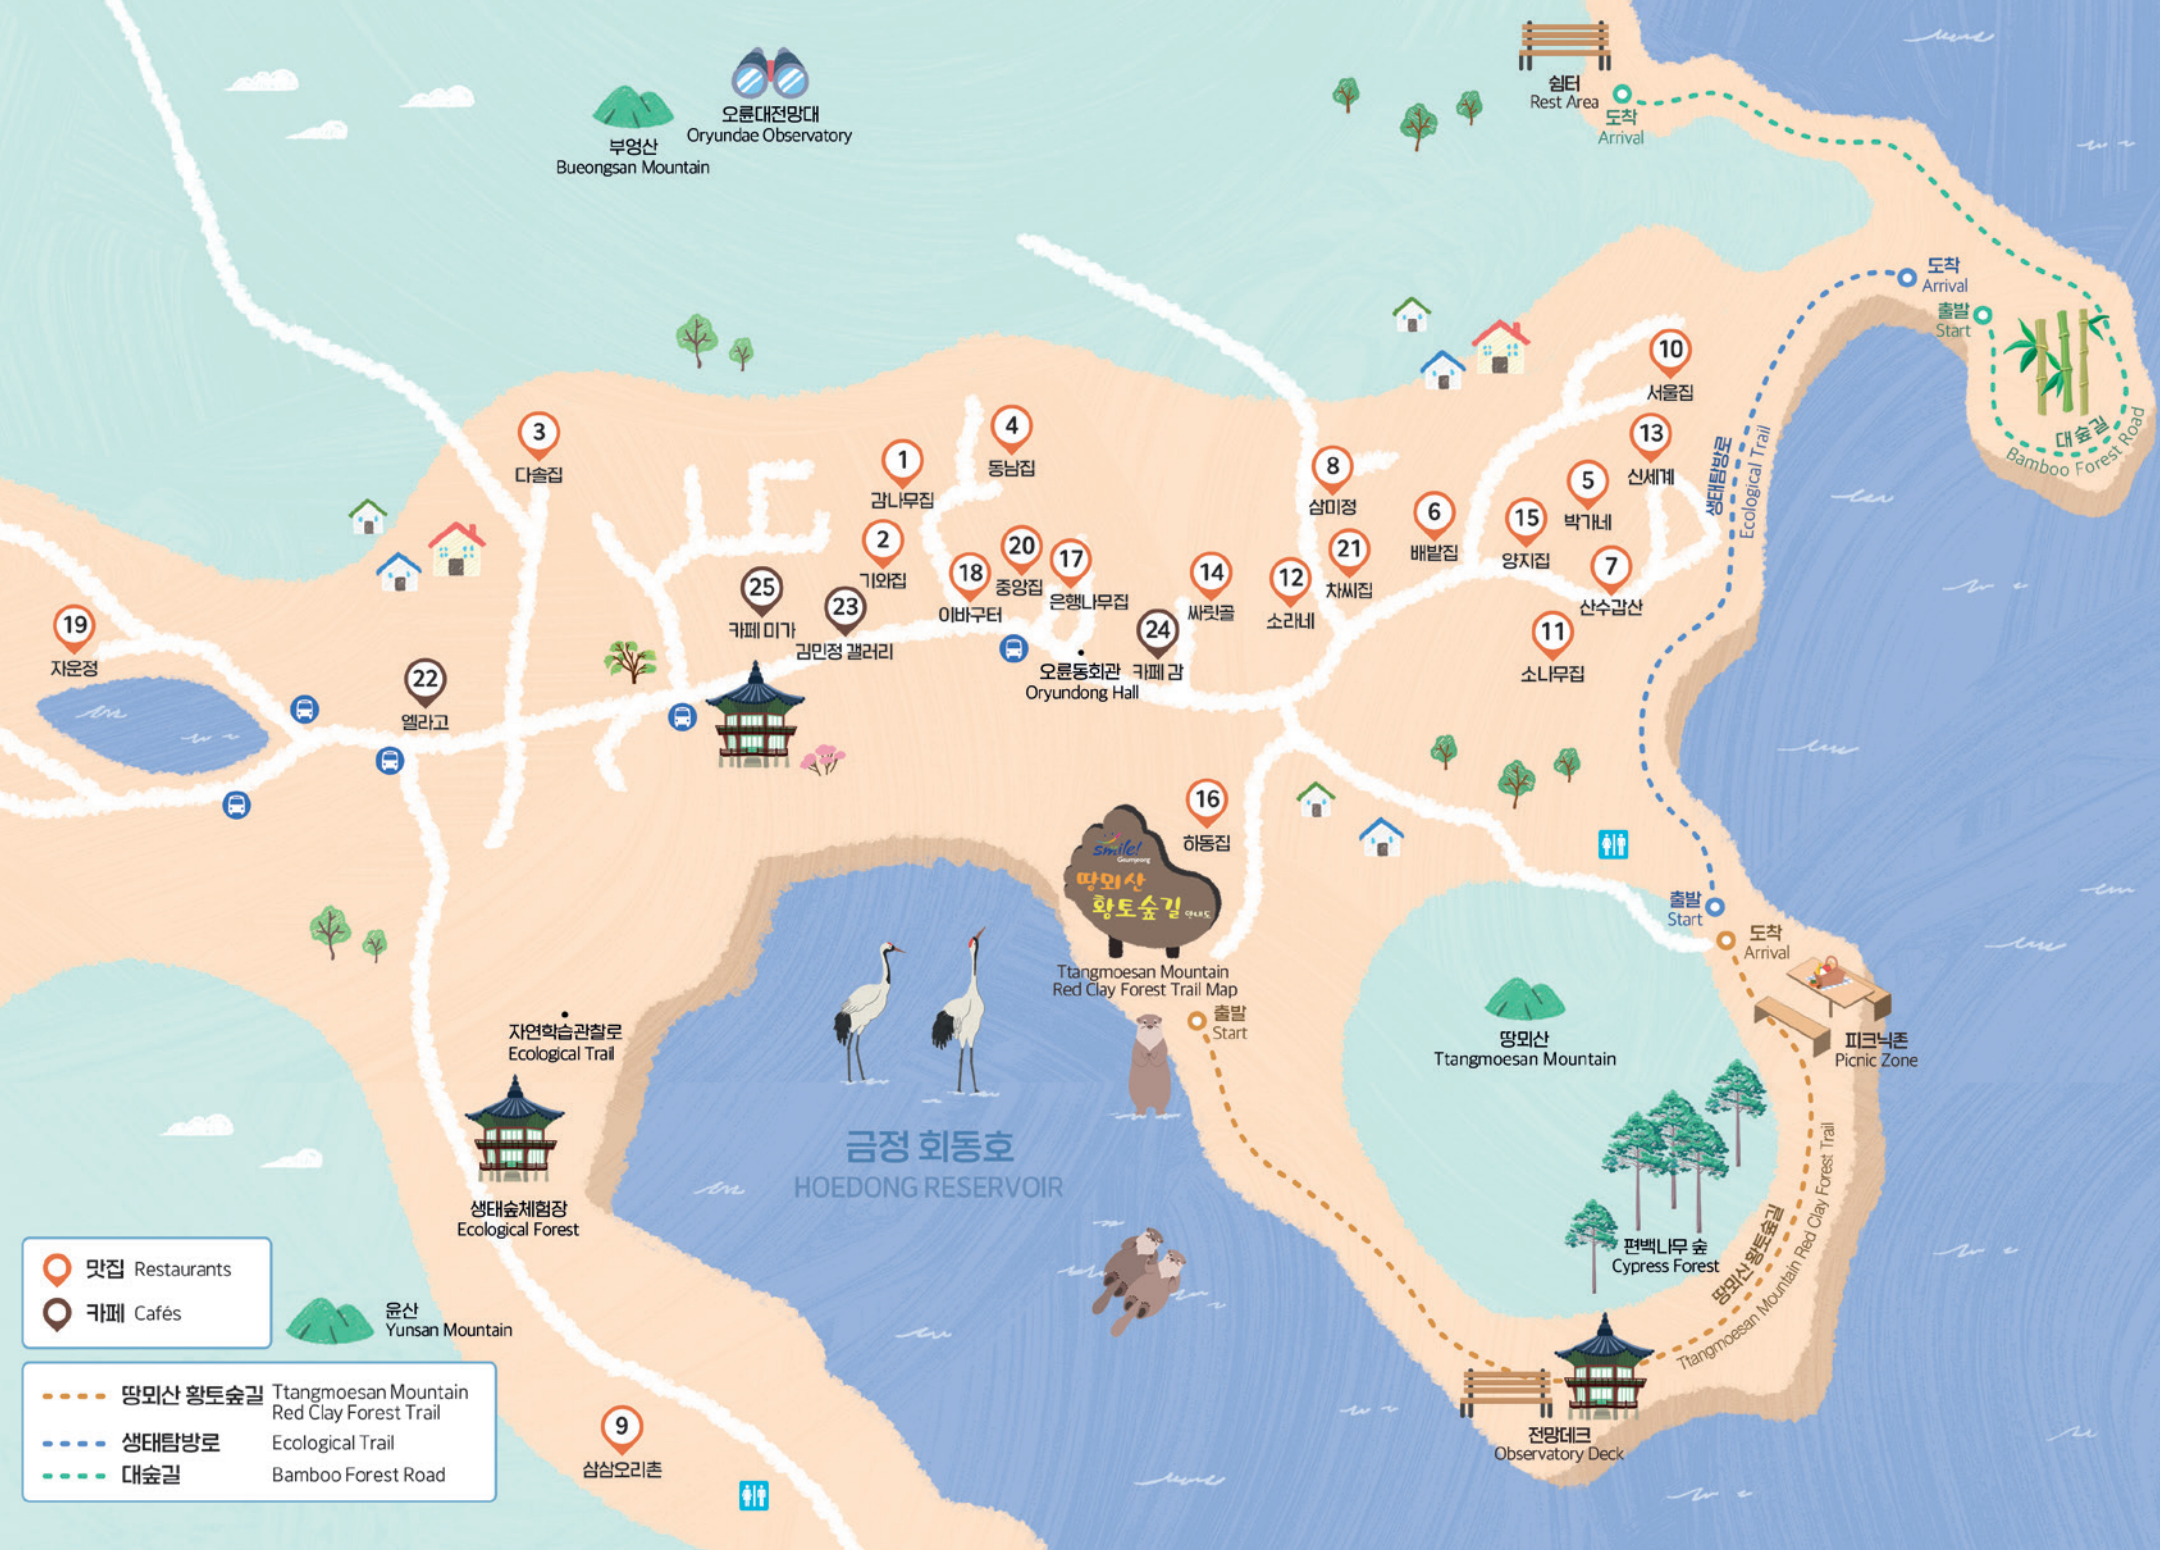 쉼터
Rest Area
도착
Arrival
오륜대전망대
Oryundae Observatory
부엉산
Bueongsan Mountain
도착
Arrival
출발
Start
대숲길
Bamboo Forest Road
생태탐방로
Ecological Trail
10
서울집
13
신세계
3
다솔집
4
동남집
1
감나무집
8
삼미정
5
박가네
6
배밭집
15
양지집
2
기와집
20
중앙집
17
은행나무집
18
이바구터
14
싸릿골
12
소라네
21
차씨집
7
산수갑산
25
카페 미가
23
김민정 갤러리
24
카페 감
11
소나무집
19
자운정
22
엘라고
오륜동회관
Oryundong Hall
16
하동집
smile!
Geumjeong
땅뫼산
황토숲길 안내도
Ttangmoesan Mountain
Red Clay Forest Trail Map
출발
Start
출발
Start
도착
Arrival
피크닉존
Picnic Zone
땅뫼산
Ttangmoesan Mountain
자연학습관찰로
Ecological Trail
금정 회동호
HOEDONG RESERVOIR
생태숲체험장
Ecological Forest
편백나무 숲
Cypress Forest
땅뫼산 황토숲길
Ttangmoesan Mountain Red Clay Forest Trail
전망데크
Observatory Deck
윤산
Yunsan Mountain
9
삼삼오리촌
맛집 Restaurants
카페 Cafés
땅뫼산 황토숲길 Ttangmoesan Mountain
Red Clay Forest Trail
생태탐방로 Ecological Trail
대숲길 Bamboo Forest Road